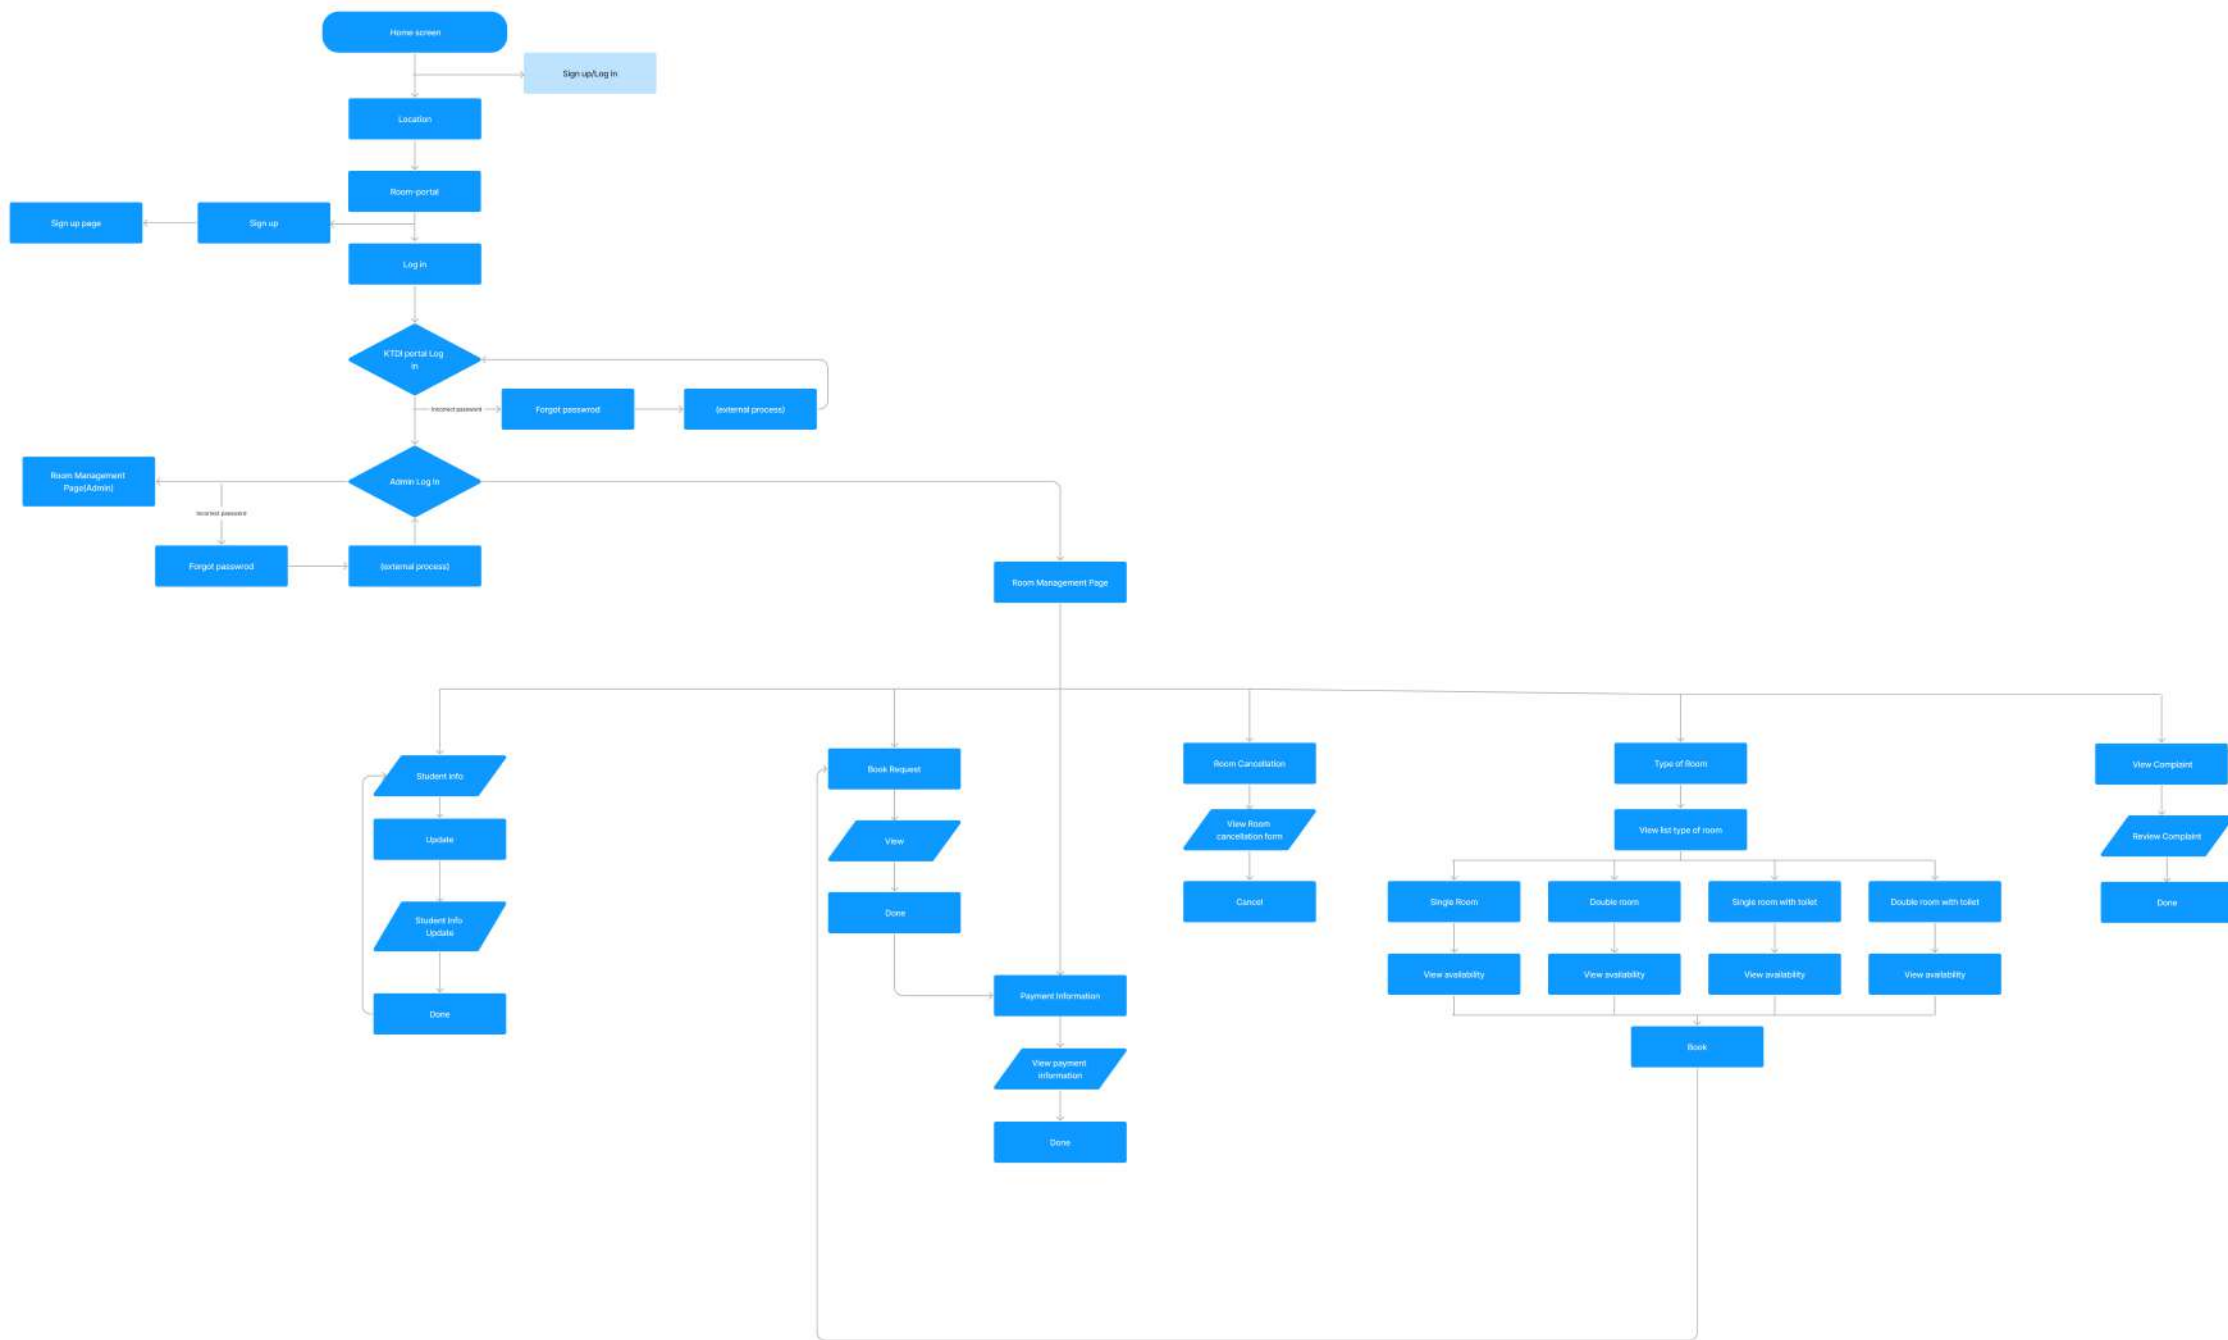 Home screen
Sign up/Log in
Location
Room-portal
Sign up page
Sign up
Log in
KTDI portal Log
in
Incorrect password
Forgot passwrod
(external process)
Room Management
Page(Admin)
Admin Log In
Incorrect password
Forgot passwrod
(external process)
Room Management Page
Student Info
Update
Student Info
Update
Done
Book Request
View
Done
Payment Information
View payment
information
Done
Room Cancellation
View Room
cancellation form
Cancel
Type of Room
View list type of room
Single Room
Double room
Single room with toilet
Double room with toilet
View availability
View availability
View availability
View availability
Book
View Complaint
Review Complaint
Done